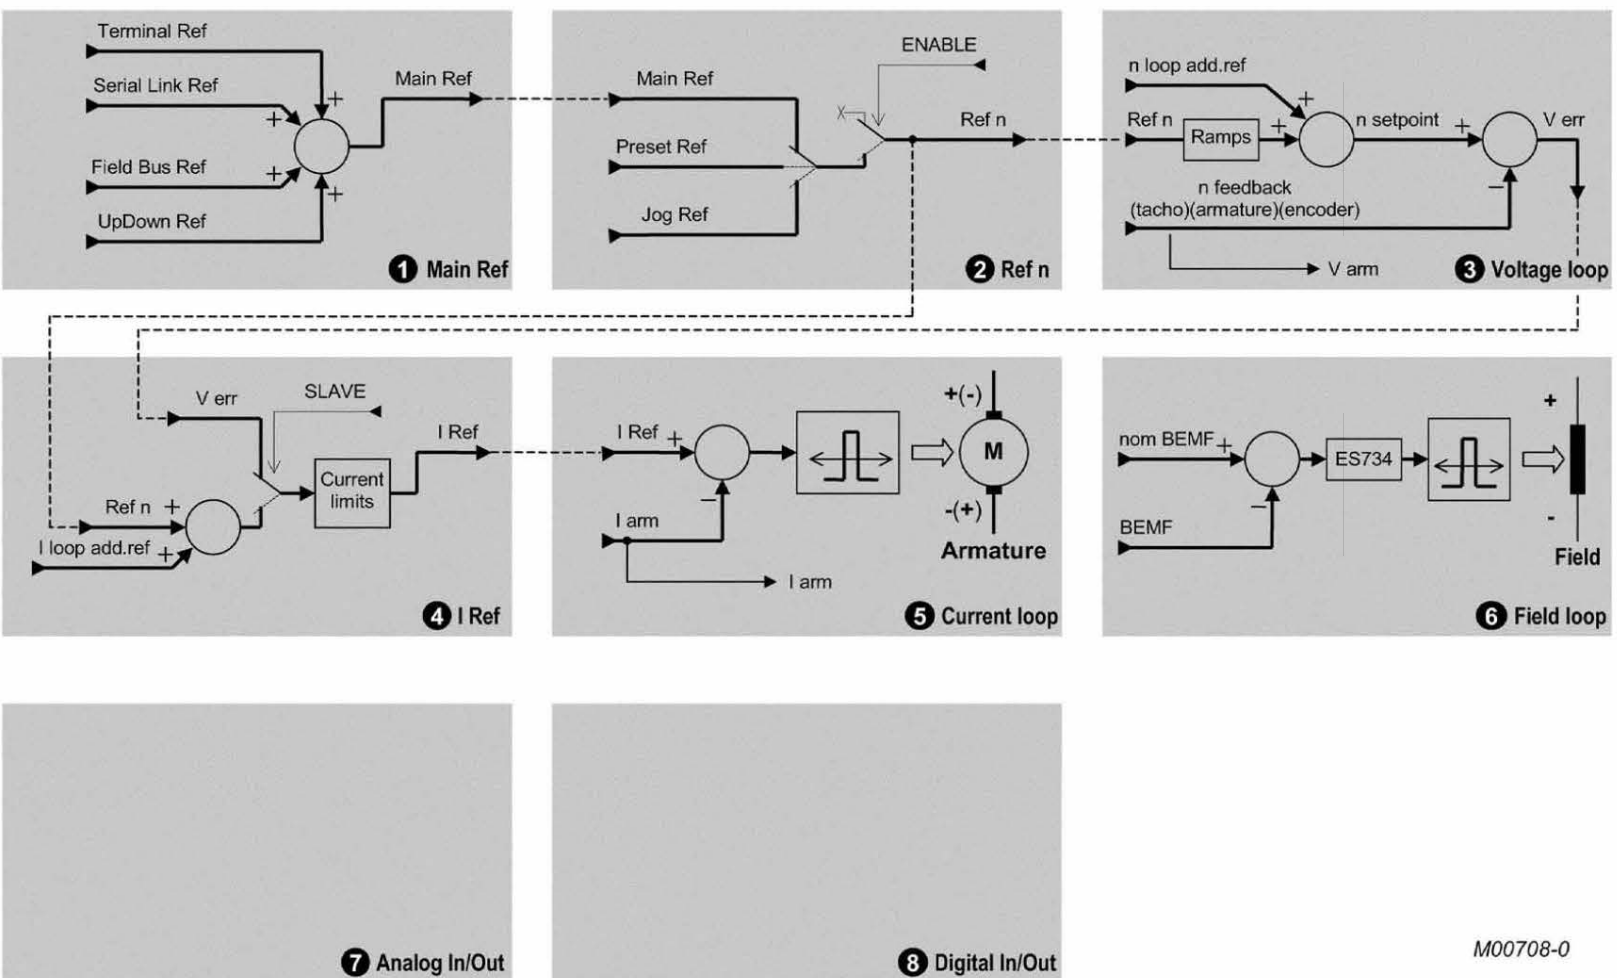 Terminal Ref
Serial Link Ref
+
+
Main Ref
Field Bus Ref
+
+
UpDown Ref
1 Main Ref
ENABLE
Main Ref
X
Ref n
Preset Ref
Jog Ref
2 Ref n
n loop add.ref
+
Ref n
Ramps
+
n setpoint
+
V err
n feedback
–
(tacho)(armature)(encoder)
V arm
3 Voltage loop
V err
SLAVE
I Ref
Current
limits
Ref n +
I loop add.ref +
4 I Ref
+(-)
I Ref +
M
–
I arm
-(+)
Armature
I arm
5 Current loop
+
nom BEMF +
ES734
–
BEMF
-
Field
6 Field loop
7 Analog In/Out
8 Digital In/Out
M00708-0